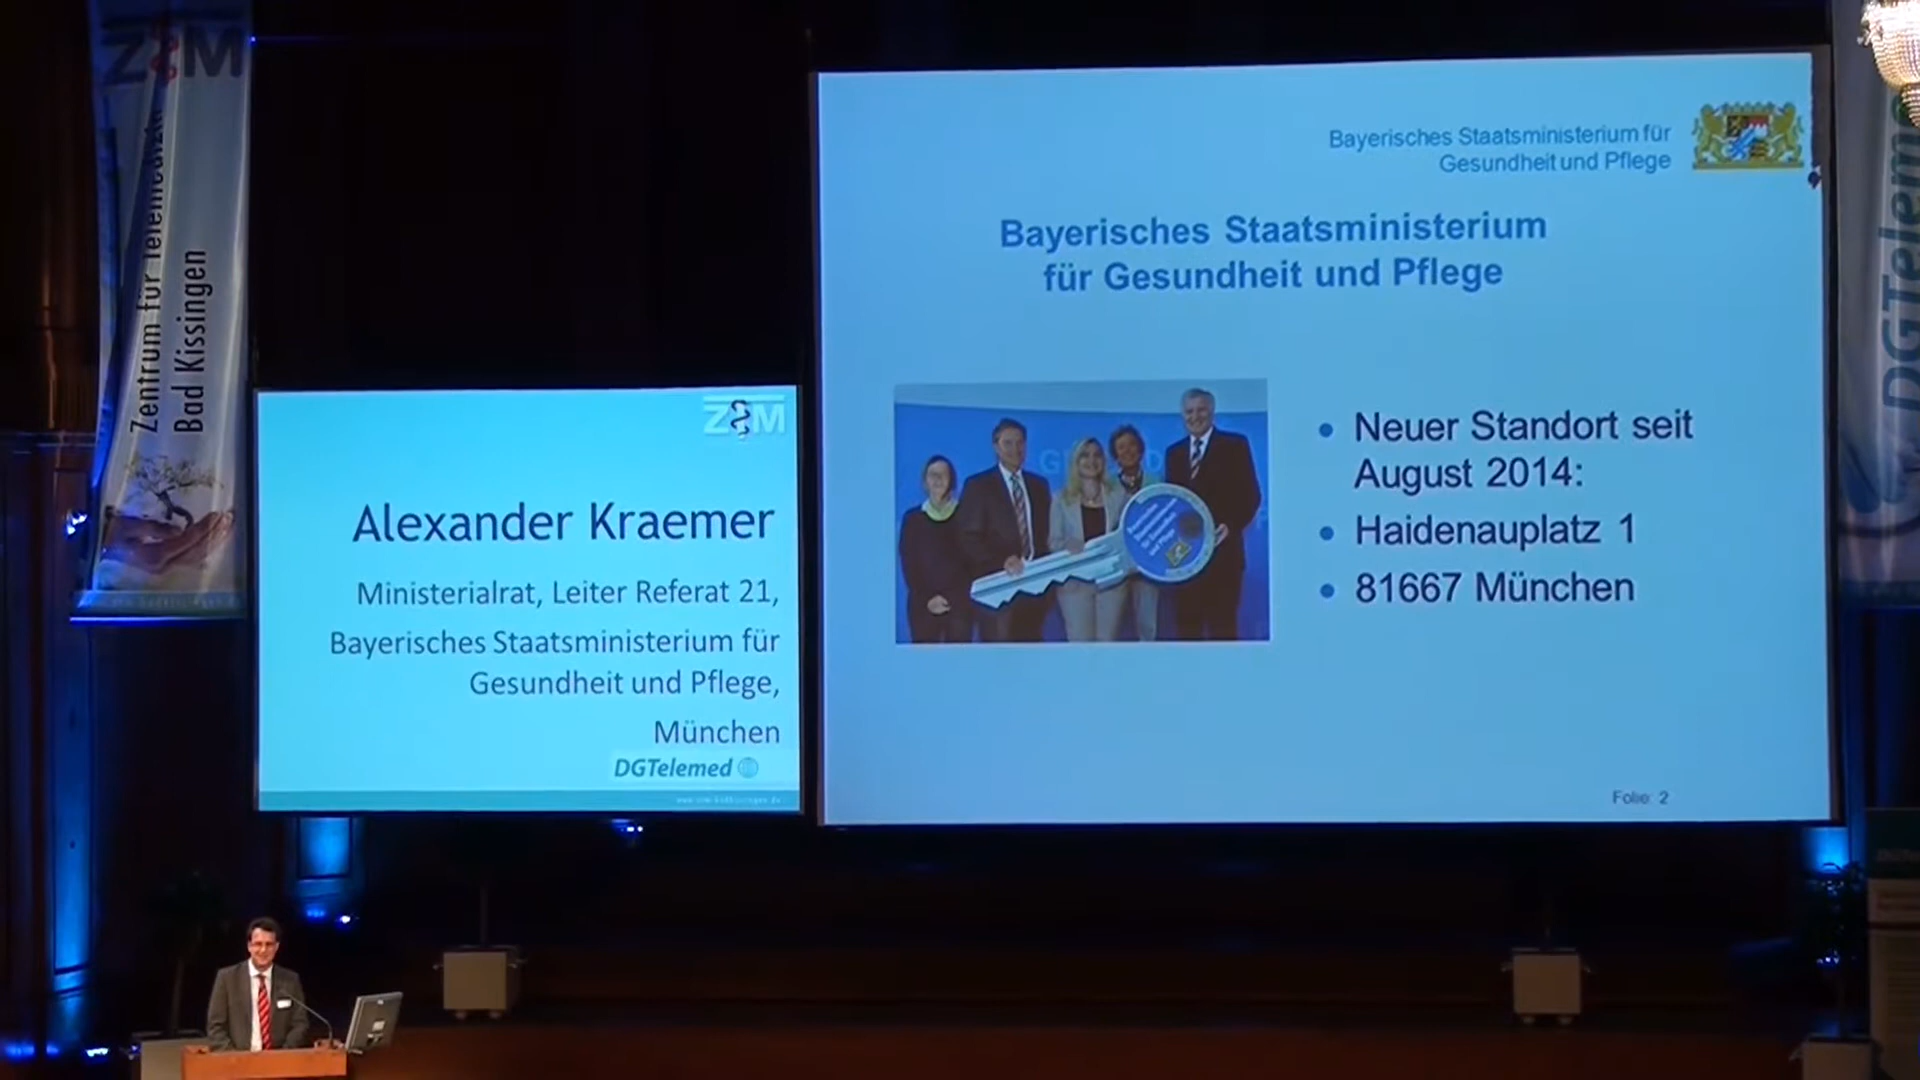 ZTM
Zentrum für Telemedizin
Bad Kissingen
ZTM
Alexander Kraemer
Ministerialrat, Leiter Referat 21,
Bayerisches Staatsministerium für
Gesundheit und Pflege,
München
DGTelemed
Bayerisches Staatsministerium für
Gesundheit und Pflege
Bayerisches Staatsministerium
für Gesundheit und Pflege
• Neuer Standort seit
August 2014:
• Haidenauplatz 1
• 81667 München
Folie: 2
DGTeleme